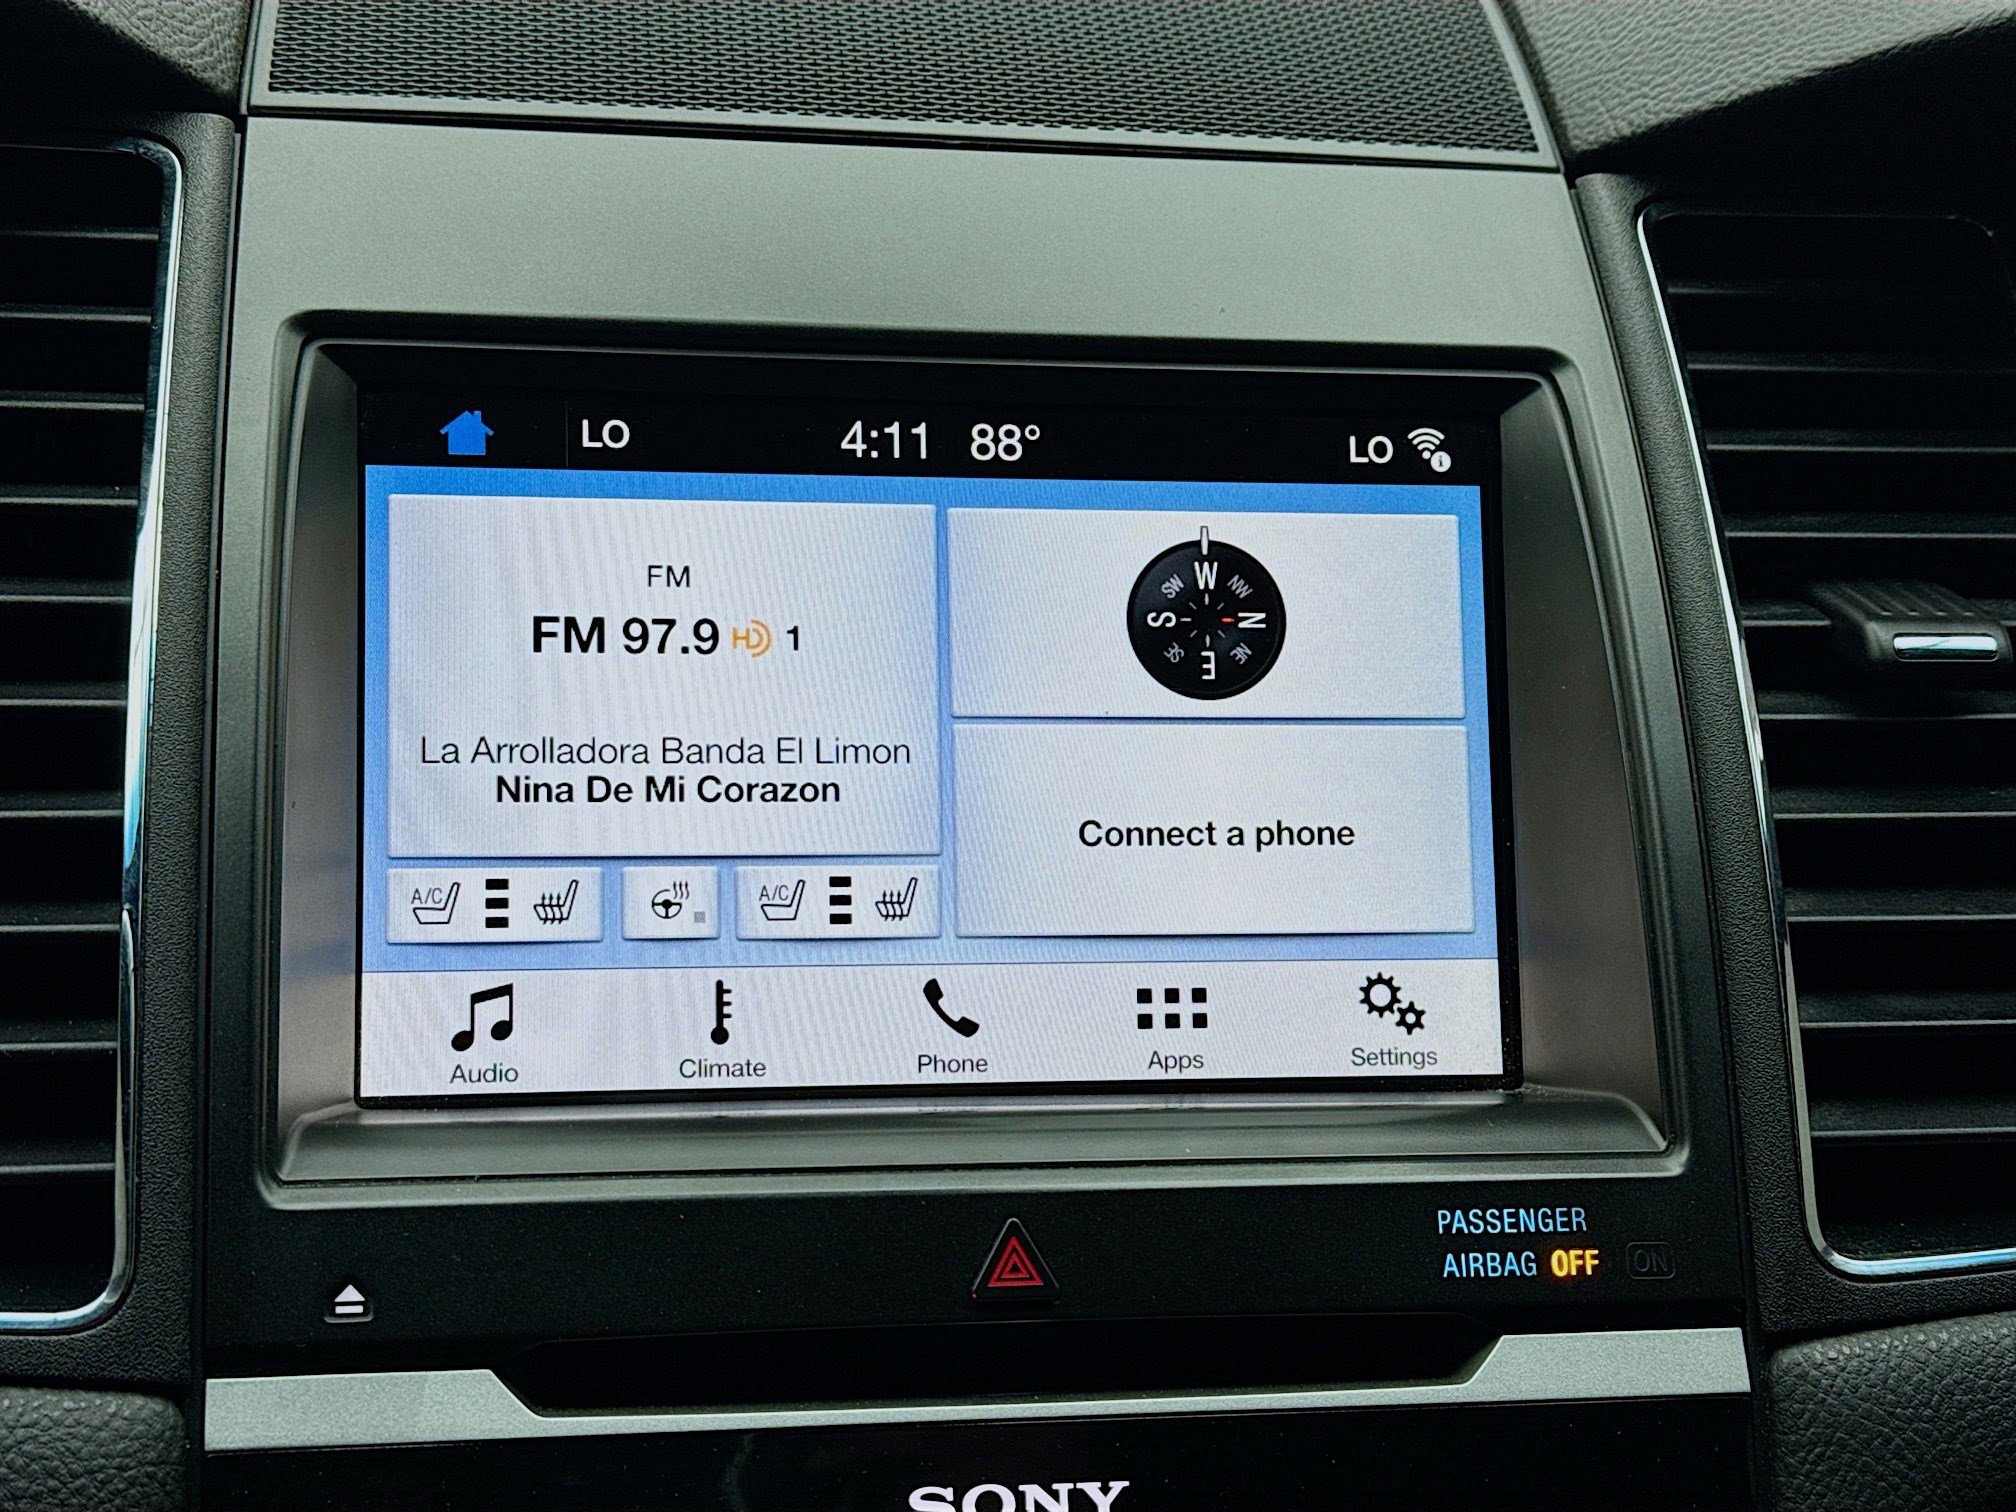 LO 4:11 88° LO
FM
FM 97.9 HD 1
La Arrolladora Banda El Limon
Nina De Mi Corazon
W
SW NW
S N
SE NE
E
Connect a phone
A/C A/C
Audio Climate Phone Apps Settings
PASSENGER
AIRBAG OFF ON
SONY